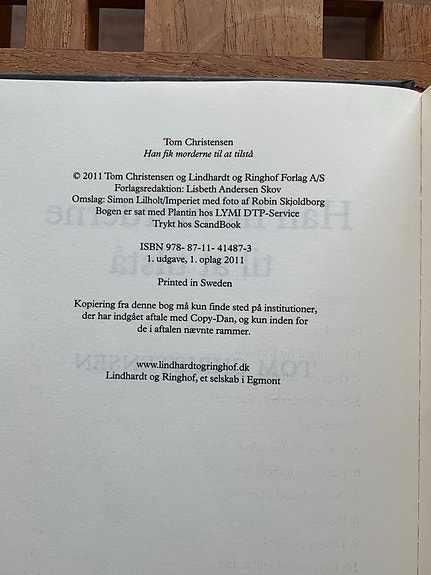 Tom Christensen
Han fik morderne til at tilstå
© 2011 Tom Christensen og Lindhardt og Ringhof Forlag A/S
Forlagsredaktion: Lisbeth Andersen Skov
Omslag: Simon Lilholt/Imperiet med foto af Robin Skjoldborg
Bogen er sat med Plantin hos LYMI DTP-Service
Trykt hos ScandBook
ISBN 978- 87-11- 41487-3
1. udgave, 1. oplag 2011
Printed in Sweden
Kopiering fra denne bog må kun finde sted på institutioner,
der har indgået aftale med Copy-Dan, og kun inden for
de i aftalen nævnte rammer.
www.lindhardtogringhof.dk
Lindhardt og Ringhof, et selskab i Egmont